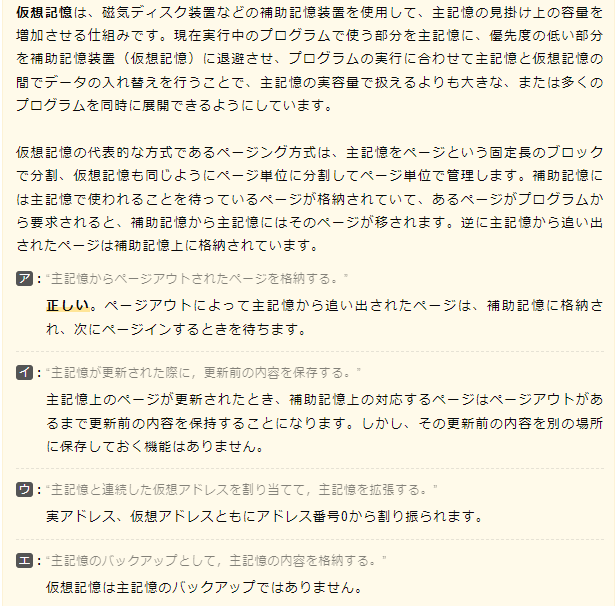 仮想記憶は、磁気ディスク装置などの補助記憶装置を使用して、主記憶の見掛け上の容量を
増加させる仕組みです。現在実行中のプログラムで使う部分を主記憶に、優先度の低い部分
を補助記憶装置（仮想記憶）に退避させ、プログラムの実行に合わせて主記憶と仮想記憶の
間でデータの入れ替えを行うことで、主記憶の実容量で扱えるよりも大きな、または多くの
プログラムを同時に展開できるようにしています。
仮想記憶の代表的な方式であるページング方式は、主記憶をページという固定長のブロック
で分割、仮想記憶も同じようにページ単位に分割してページ単位で管理します。補助記憶に
は主記憶で使われることを待っているページが格納されていて、あるページがプログラムか
ら要求されると、補助記憶から主記憶にはそのページが移されます。逆に主記憶から追い出
されたページは補助記憶上に格納されています。
ア：“主記憶からページアウトされたページを格納する。”
正しい。ページアウトによって主記憶から追い出されたページは、補助記憶に格納さ
れ、次にページインするときを待ちます。
イ：“主記憶が更新された際に，更新前の内容を保存する。”
主記憶上のページが更新されたとき、補助記憶上の対応するページはページアウトがあ
るまで更新前の内容を保持することになります。しかし、その更新前の内容を別の場所
に保存しておく機能はありません。
ウ：“主記憶と連続した仮想アドレスを割り当てて，主記憶を拡張する。”
実アドレス、仮想アドレスともにアドレス番号0から割り振られます。
エ：“主記憶のバックアップとして，主記憶の内容を格納する。”
仮想記憶は主記憶のバックアップではありません。